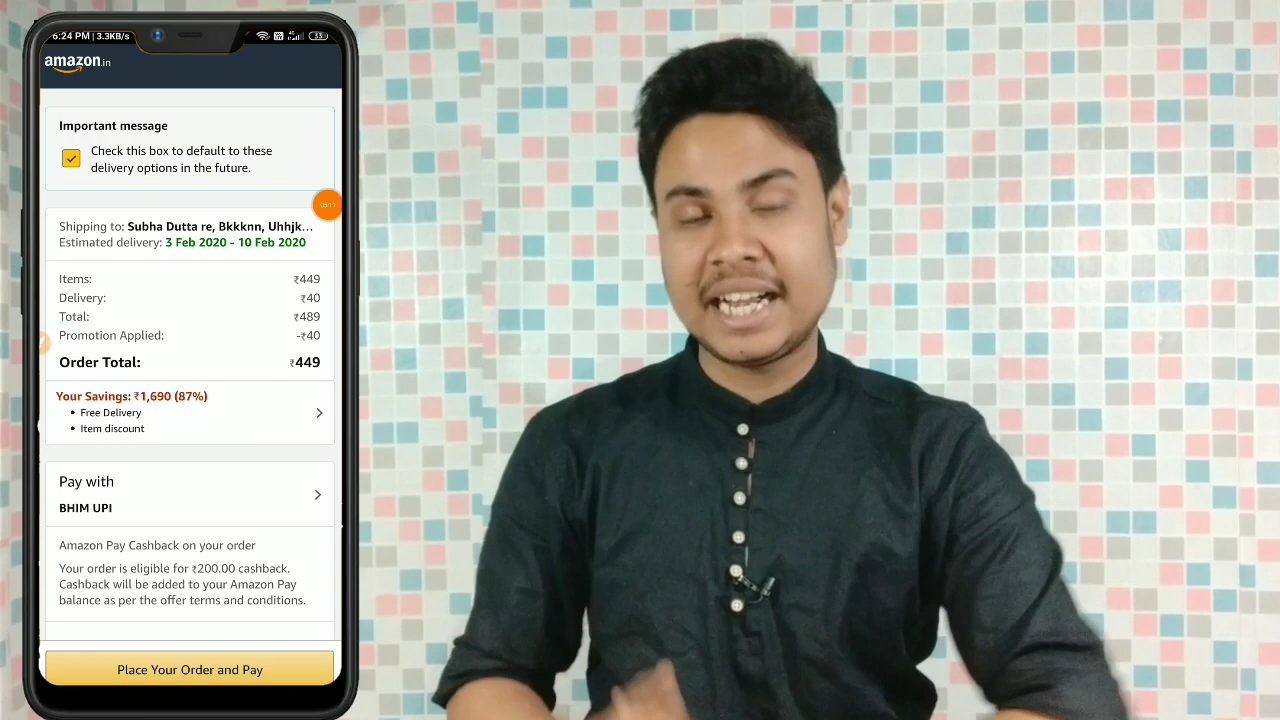 6:24 PM | 3.3KB/s
33
amazon.in
Important message
Check this box to default to these
delivery options in the future.
05:11
Shipping to: Subha Dutta re, Bkkknn, Uhhjk...
Estimated delivery: 3 Feb 2020 - 10 Feb 2020
Items: ₹449
Delivery: ₹40
Total: ₹489
Promotion Applied: -₹40
Order Total: ₹449
Your Savings: ₹1,690 (87%)
• Free Delivery
• Item discount
Pay with
BHIM UPI
Amazon Pay Cashback on your order
Your order is eligible for ₹200.00 cashback.
Cashback will be added to your Amazon Pay
balance as per the offer terms and conditions.
Place Your Order and Pay